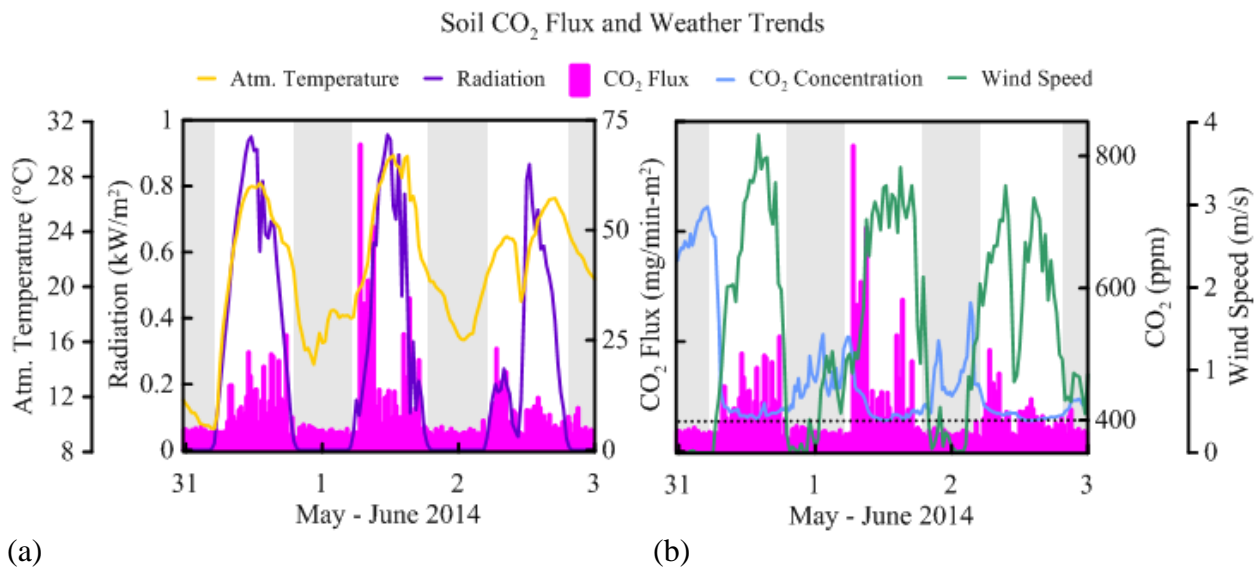 Soil CO₂ Flux and Weather Trends
Atm. Temperature Radiation CO₂ Flux CO₂ Concentration Wind Speed
Atm. Temperature (°C)
32
28
24
20
16
12
8
Radiation (kW/m²)
1
0.8
0.6
0.4
0.2
0
75
50
25
0
31 1 2 3
May - June 2014
(a)
CO₂ Flux (mg/min-m²)
800
600
400
CO₂ (ppm)
4
3
2
1
0
Wind Speed (m/s)
31 1 2 3
May - June 2014
(b)